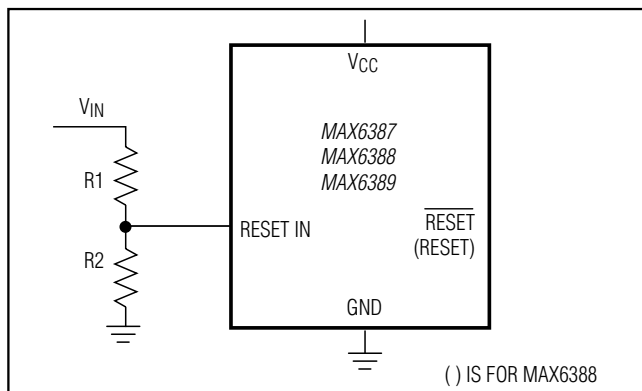 VCC
VIN
MAX6387
MAX6388
MAX6389
R1
RESET IN
RESET
(RESET)
R2
GND
( ) IS FOR MAX6388